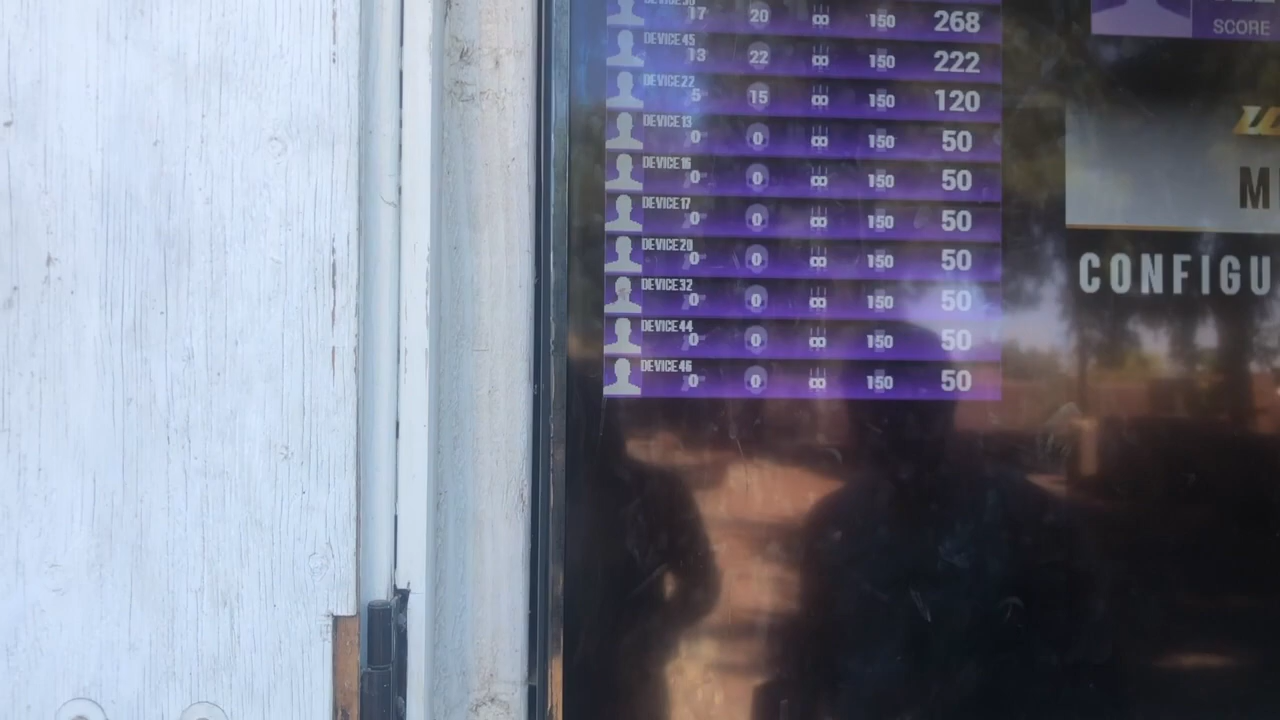 17 20 150 268
SCORE
DEVICE 45
13 22 150 222
DEVICE 22
5 15 150 120
DEVICE 13
0 0 150 50
DEVICE 16
0 0 150 50
DEVICE 17
0 0 150 50
DEVICE 20
0 0 150 50
DEVICE 32
0 0 150 50
DEVICE 44
0 0 150 50
DEVICE 46
0 0 150 50
M
CONFIGU